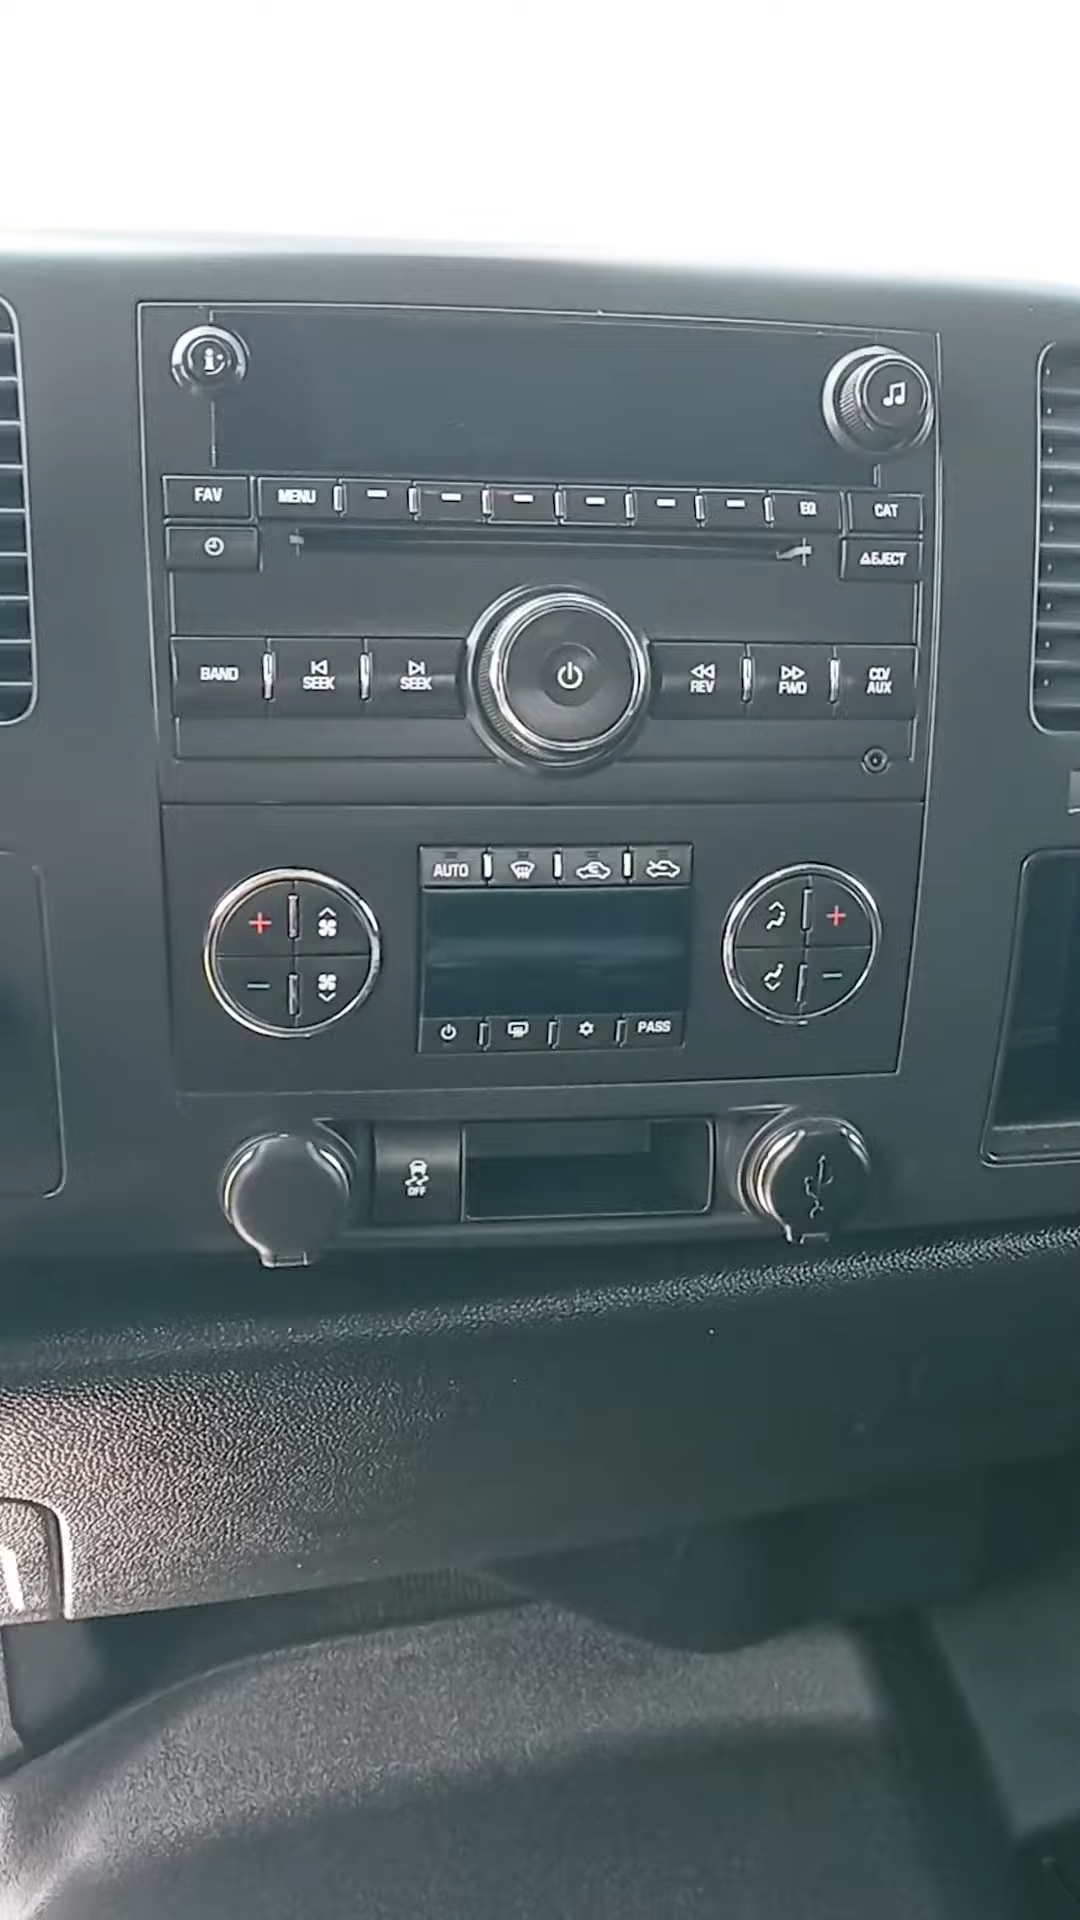 FAV
MENU
EQ
CAT
EJECT
BAND
SEEK
SEEK
REV
FWD
CD/
AUX
AUTO
PASS
OFF